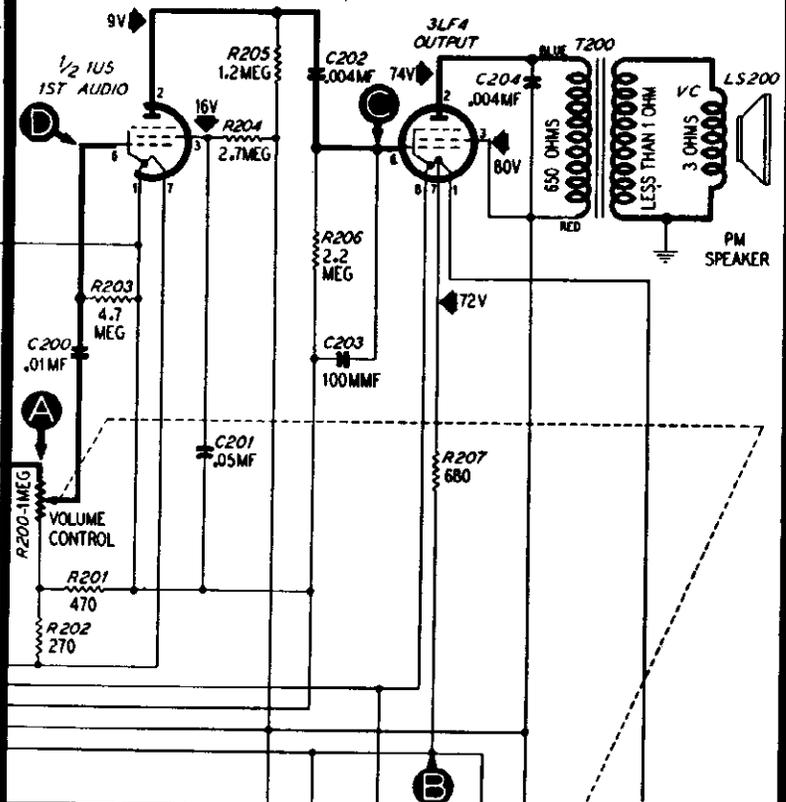 9V
3LF4
OUTPUT
½ 1U5
1ST AUDIO
R205
1.2MEG
C202
.004MF
74V
BLUE
T200
C204
.004MF
VC
LS200
2
2
16V
D
C
R204
2.7MEG
6
3
6
3
80V
650 OHMS
LESS THAN 1 OHM
3 OHMS
1
7
8
7
1
RED
R206
2.2
MEG
PM
SPEAKER
R203
4.7
MEG
72V
C200
.01MF
C203
100MMF
A
C201
.05MF
R207
680
R200-1MEG
VOLUME
CONTROL
R201
470
R202
270
B